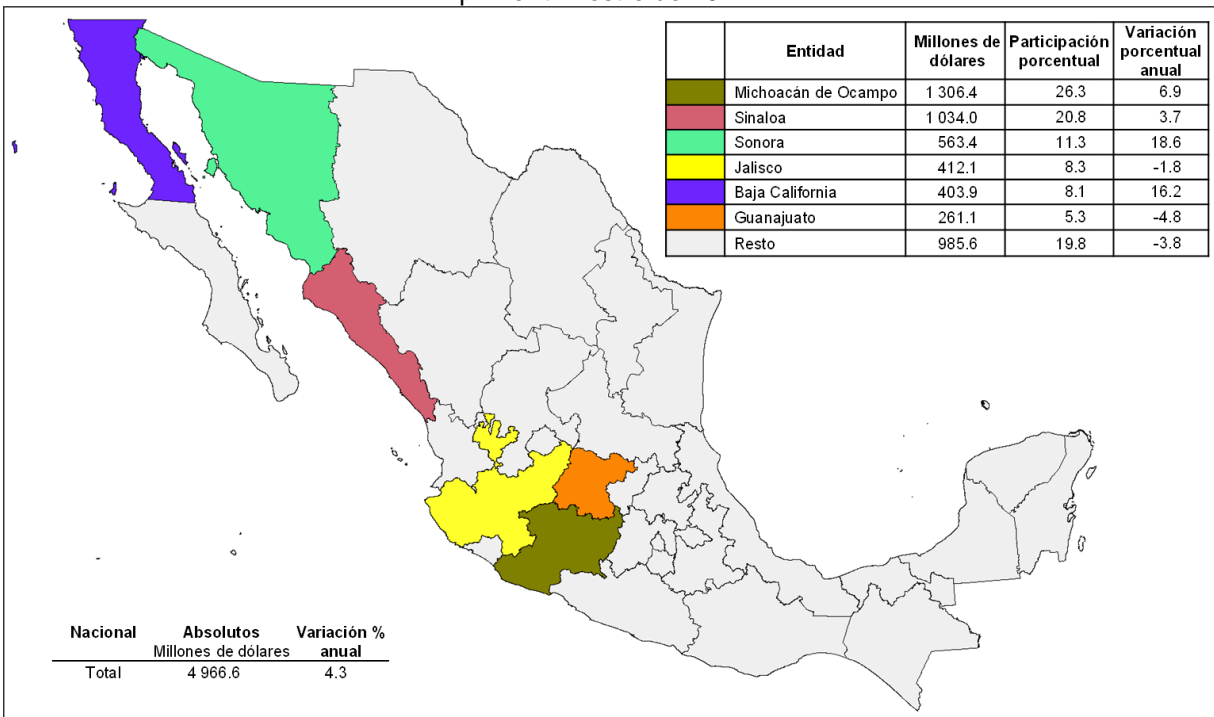 Entidad Millones de dólares Participación porcentual Variación porcentual anual
Michoacán de Ocampo 1 306.4 26.3 6.9
Sinaloa 1 034.0 20.8 3.7
Sonora 563.4 11.3 18.6
Jalisco 412.1 8.3 -1.8
Baja California 403.9 8.1 16.2
Guanajuato 261.1 5.3 -4.8
Resto 985.6 19.8 -3.8
Nacional Absolutos Variación %
Millones de dólares anual
Total 4 966.6 4.3